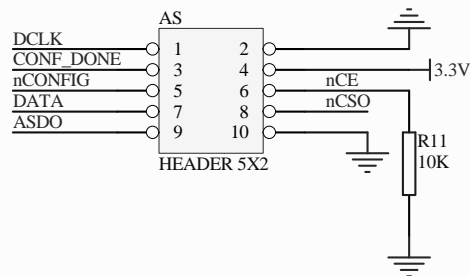 AS
DCLK 1 2
CONF_DONE 3 4 3.3V
nCONFIG 5 6 nCE
DATA 7 8 nCSO
ASDO 9 10
HEADER 5X2
R11
10K